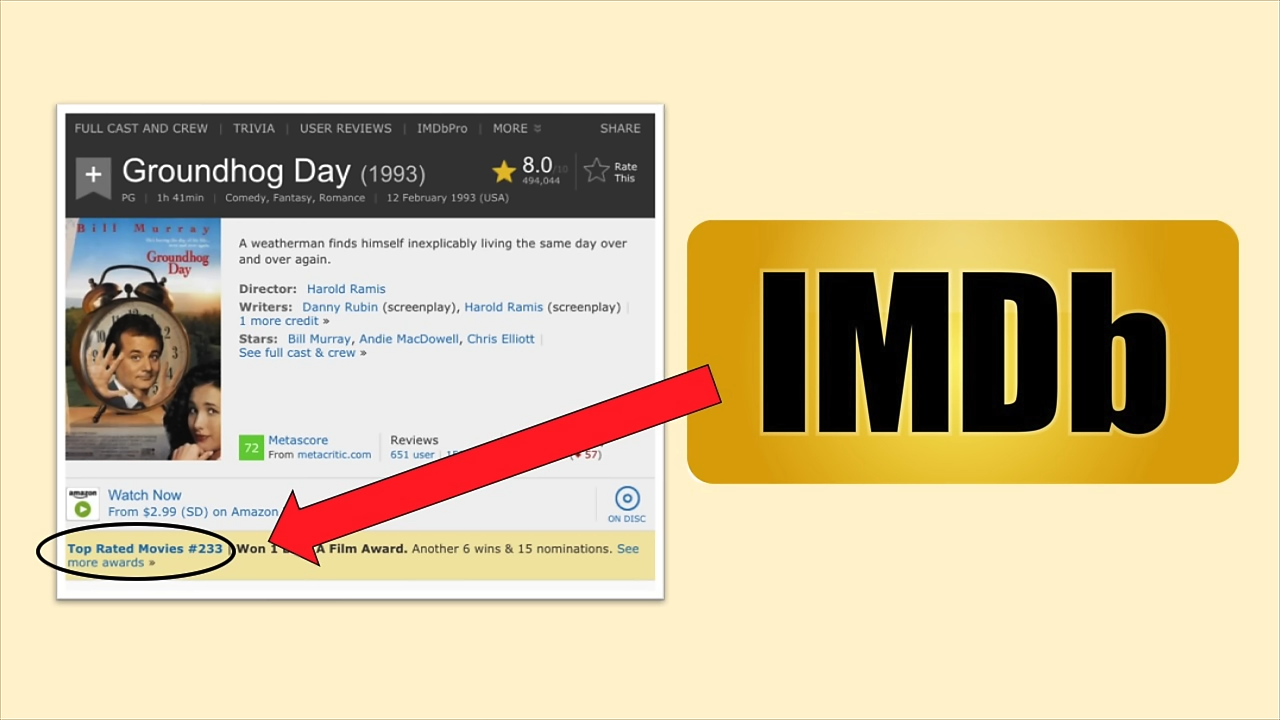 FULL CAST AND CREW | TRIVIA | USER REVIEWS | IMDbPro | MORE SHARE
+ Groundhog Day (1993) 8.0/10 Rate
494,044 This
PG | 1h 41min | Comedy, Fantasy, Romance | 12 February 1993 (USA)
Bill Murray
Groundhog
Day
A weatherman finds himself inexplicably living the same day over
and over again.
Director: Harold Ramis
Writers: Danny Rubin (screenplay), Harold Ramis (screenplay) |
1 more credit »
Stars: Bill Murray, Andie MacDowell, Chris Elliott |
See full cast & crew »
72 Metascore
From metacritic.com
Reviews
651 user | 57)
amazon
Watch Now
From $2.99 (SD) on Amazon
ON DISC
Top Rated Movies #233 | Won 1 A Film Award. Another 6 wins & 15 nominations. See
more awards »
IMDb